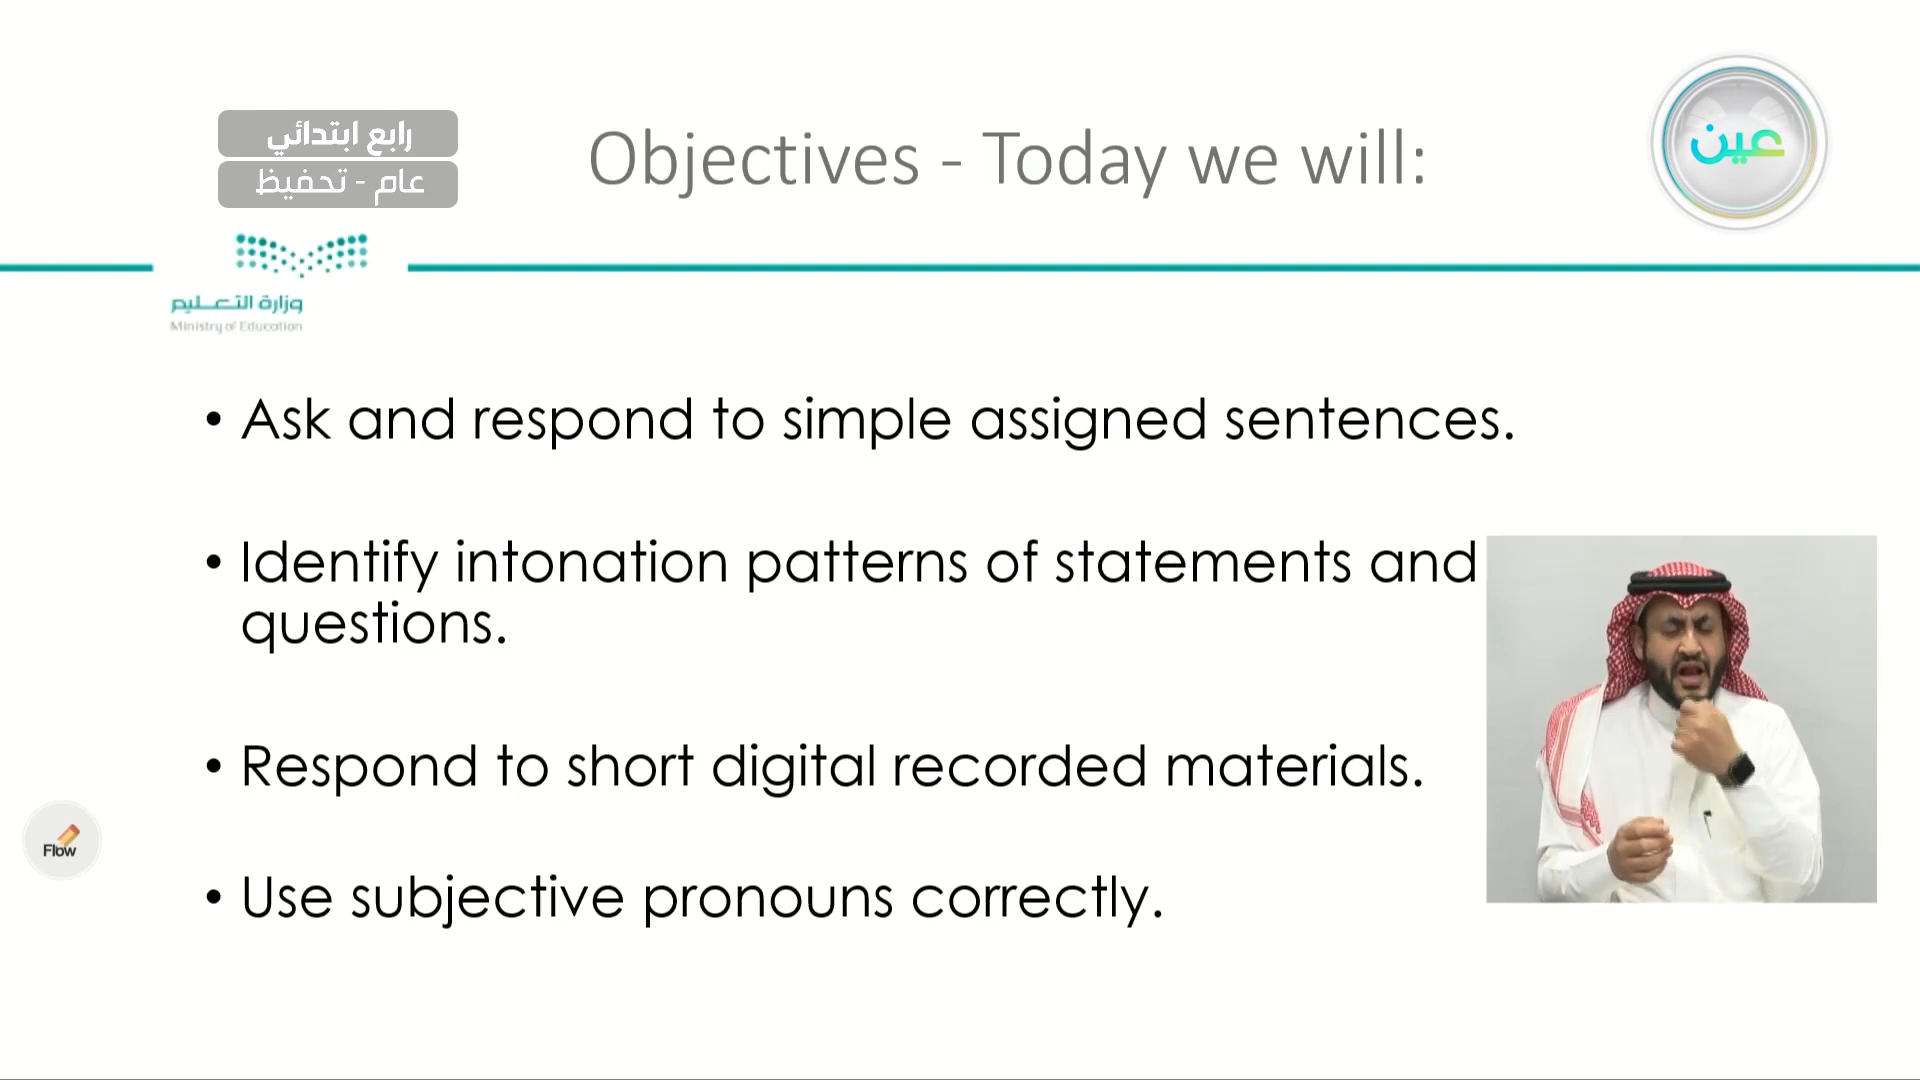 رابع ابتدائي
عام - تحفيظ
Objectives - Today we will:
عين
وزارة التعـليم
Ministry of Education
• Ask and respond to simple assigned sentences.
• Identify intonation patterns of statements and
questions.
• Respond to short digital recorded materials.
• Use subjective pronouns correctly.
Flow